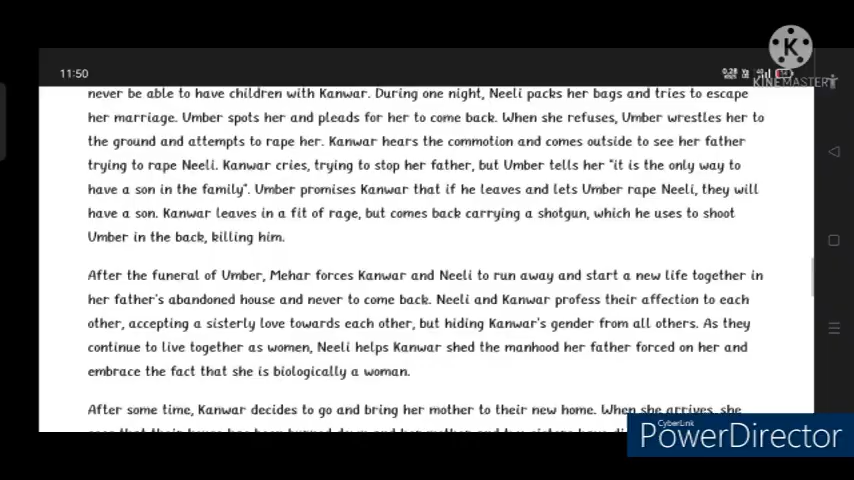 11:50
0.28
KINEMASTER
never be able to have children with Kanwar. During one night, Neeli packs her bags and tries to escape
her marriage. Umber spots her and pleads for her to come back. When she refuses, Umber wrestles her to
the ground and attempts to rape her. Kanwar hears the commotion and comes outside to see her father
trying to rape Neeli. Kanwar cries, trying to stop her father, but Umber tells her "it is the only way to
have a son in the family". Umber promises Kanwar that if he leaves and lets Umber rape Neeli, they will
have a son. Kanwar leaves in a fit of rage, but comes back carrying a shotgun, which he uses to shoot
Umber in the back, killing him.
After the funeral of Umber, Mehar forces Kanwar and Neeli to run away and start a new life together in
her father's abandoned house and never to come back. Neeli and Kanwar profess their affection to each
other, accepting a sisterly love towards each other, but hiding Kanwar's gender from all others. As they
continue to live together as women, Neeli helps Kanwar shed the manhood her father forced on her and
embrace the fact that she is biologically a woman.
After some time, Kanwar decides to go and bring her mother to their new home. When she arrives, she
CyberLink
PowerDirector